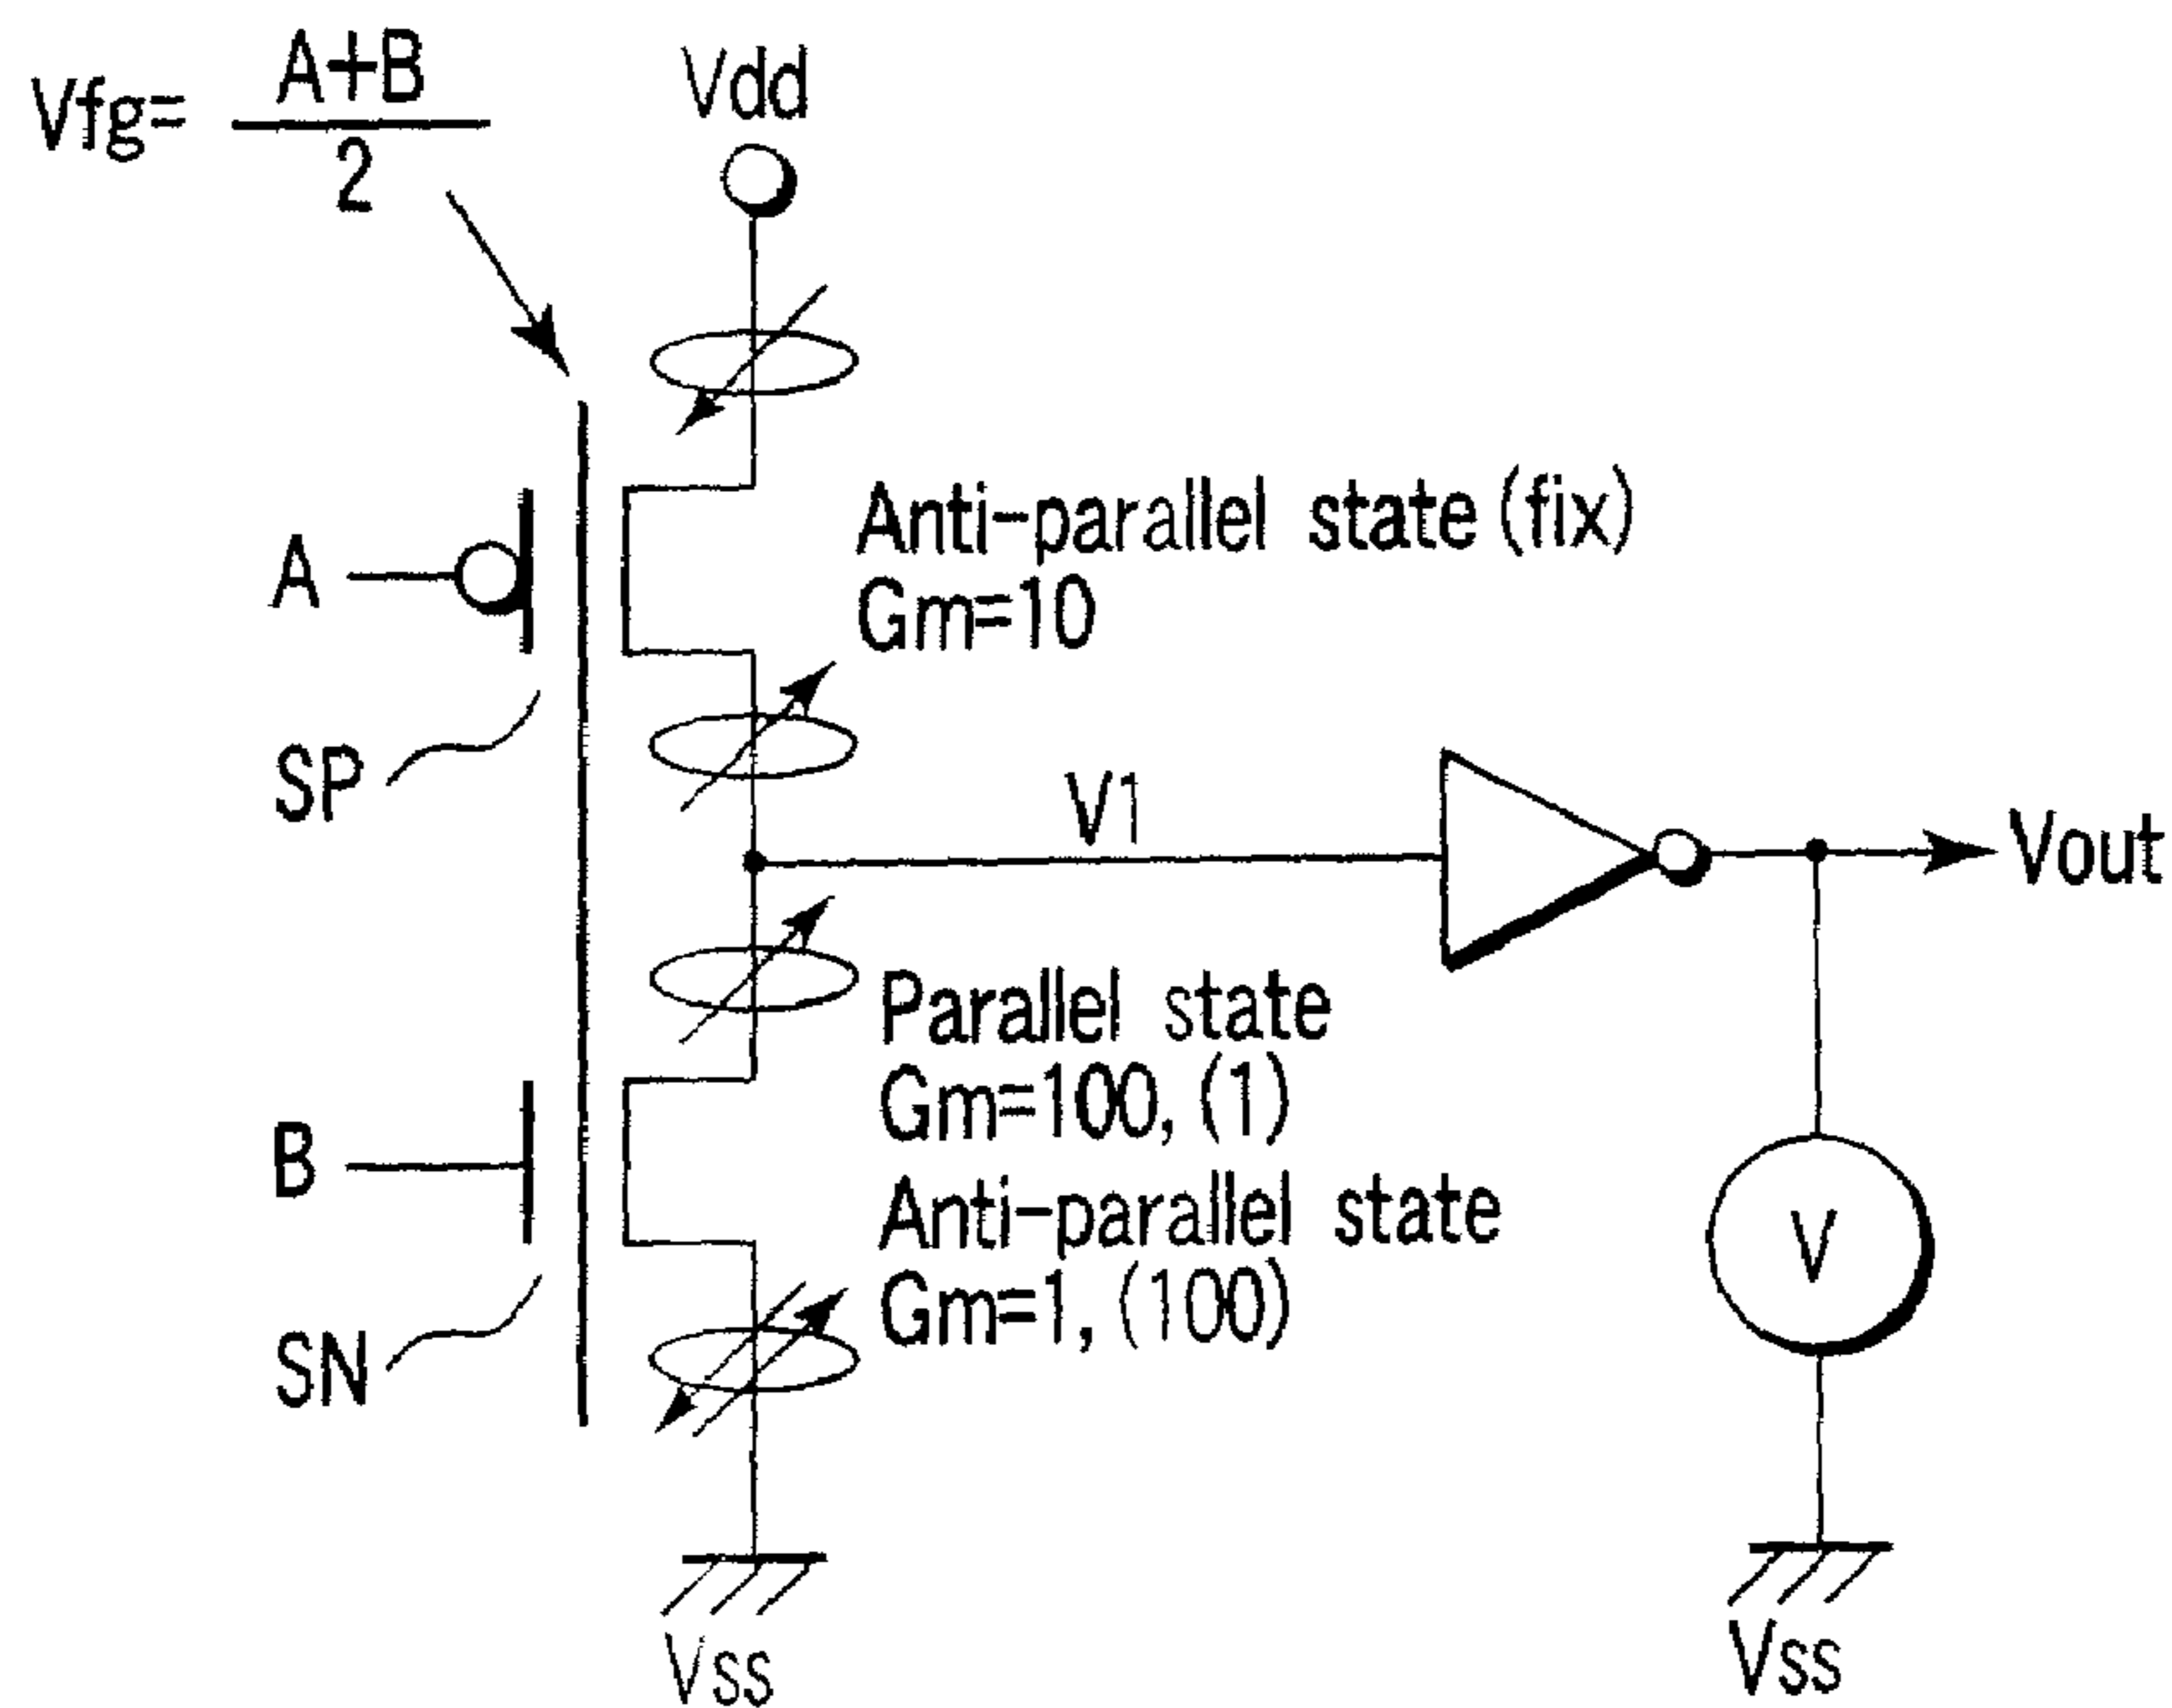 Vfg= A+B
2
Vdd
Anti-parallel state (fix)
Gm=10
A
SP
V1
Vout
Parallel state
Gm=100, (1)
B
Anti-parallel state
Gm=1, (100)
V
SN
Vss
Vss